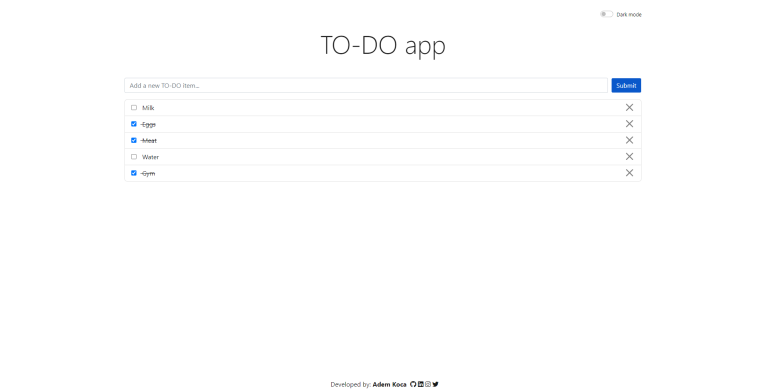 Dark mode
TO-DO app
Add a new TO-DO item...
Submit
Milk
Eggs
Meat
Water
Gym
Developed by: Adem Koca